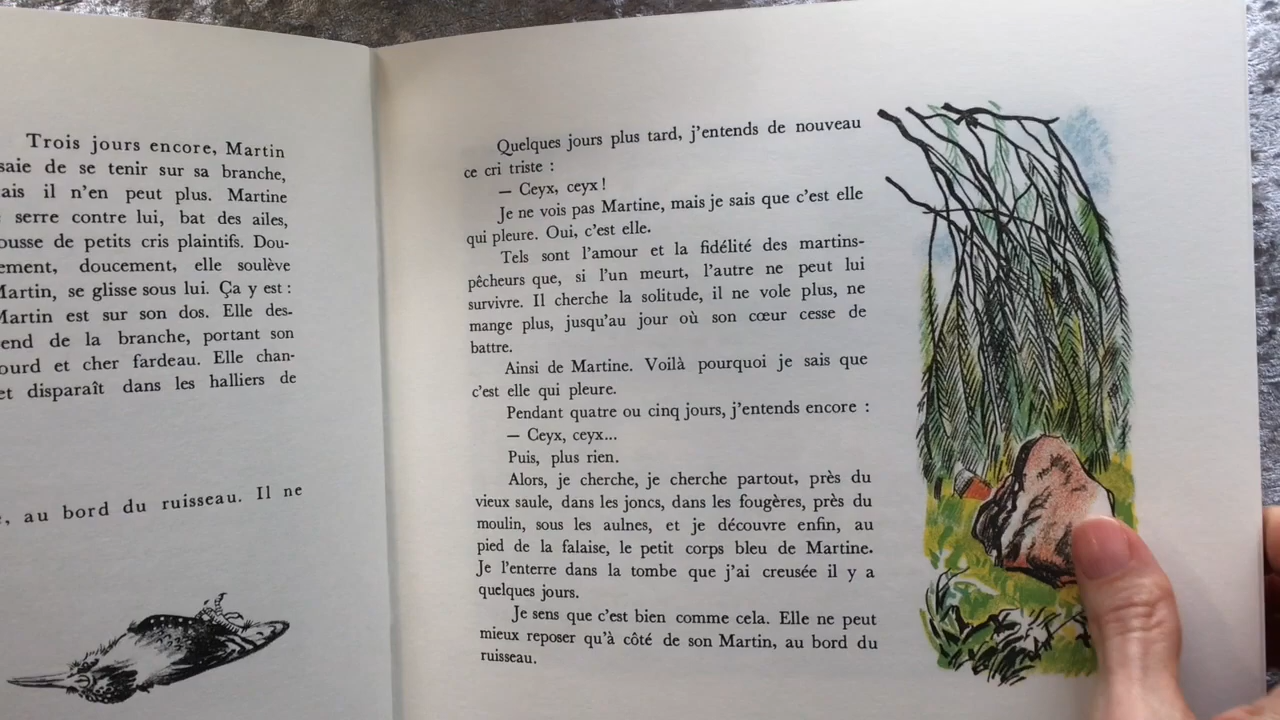 Trois jours encore, Martin
saie de se tenir sur sa branche,
ais il n'en peut plus. Martine
serre contre lui, bat des ailes,
ousse de petits cris plaintifs. Dou-
ement, doucement, elle soulève
Martin, se glisse sous lui. Ça y est :
Martin est sur son dos. Elle des-
end de la branche, portant son
ourd et cher fardeau. Elle chan-
et disparaît dans les halliers de
, au bord du ruisseau. Il ne
Quelques jours plus tard, j'entends de nouveau
ce cri triste :
— Ceyx, ceyx !
Je ne vois pas Martine, mais je sais que c'est elle
qui pleure. Oui, c'est elle.
Tels sont l'amour et la fidélité des martins-
pêcheurs que, si l'un meurt, l'autre ne peut lui
survivre. Il cherche la solitude, il ne vole plus, ne
mange plus, jusqu'au jour où son cœur cesse de
battre.
Ainsi de Martine. Voilà pourquoi je sais que
c'est elle qui pleure.
Pendant quatre ou cinq jours, j'entends encore :
— Ceyx, ceyx...
Puis, plus rien.
Alors, je cherche, je cherche partout, près du
vieux saule, dans les joncs, dans les fougères, près du
moulin, sous les aulnes, et je découvre enfin, au
pied de la falaise, le petit corps bleu de Martine.
Je l'enterre dans la tombe que j'ai creusée il y a
quelques jours.
Je sens que c'est bien comme cela. Elle ne peut
mieux reposer qu'à côté de son Martin, au bord du
ruisseau.